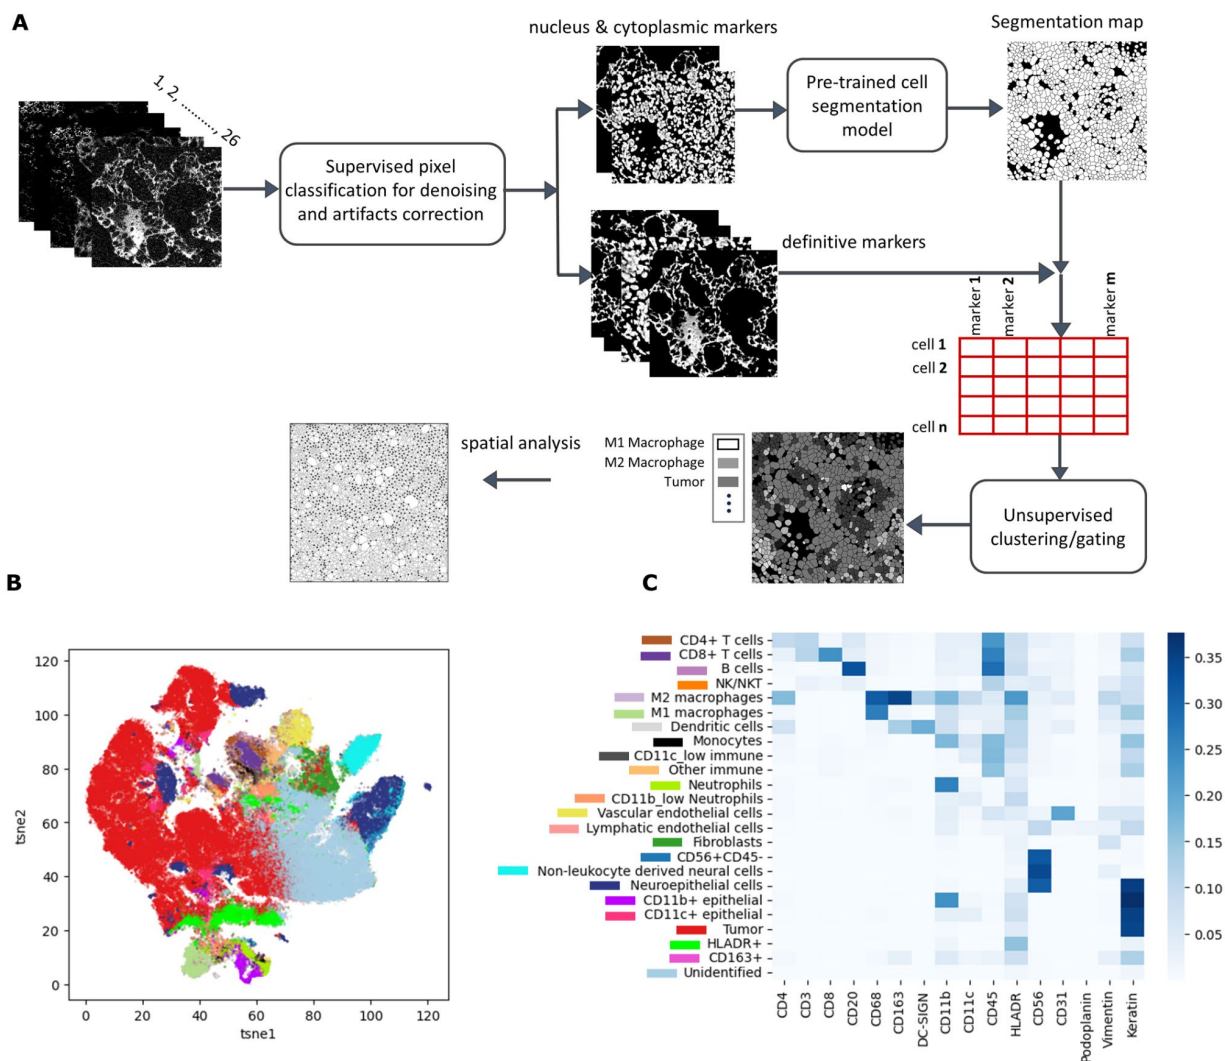 A
1, 2, .........., 26
Supervised pixel
classification for denoising
and artifacts correction
nucleus & cytoplasmic markers
Pre-trained cell
segmentation
model
Segmentation map
definitive markers
marker 1
marker 2
marker m
cell 1
cell 2
cell n
Unsupervised
clustering/gating
M1 Macrophage
M2 Macrophage
Tumor
spatial analysis
B
tsne2
120
100
80
60
40
20
0
0 20 40 60 80 100 120
tsne1
C
CD4+ T cells
CD8+ T cells
B cells
NK/NKT
M2 macrophages
M1 macrophages
Dendritic cells
Monocytes
CD11c_low immune
Other immune
Neutrophils
CD11b_low Neutrophils
Vascular endothelial cells
Lymphatic endothelial cells
Fibroblasts
CD56+CD45-
Non-leukocyte derived neural cells
Neuroepithelial cells
CD11b+ epithelial
CD11c+ epithelial
Tumor
HLADR+
CD163+
Unidentified
CD4
CD3
CD8
CD20
CD68
CD163
DC-SIGN
CD11b
CD11c
CD45
HLADR
CD56
CD31
Podoplanin
Vimentin
Keratin
0.35
0.30
0.25
0.20
0.15
0.10
0.05